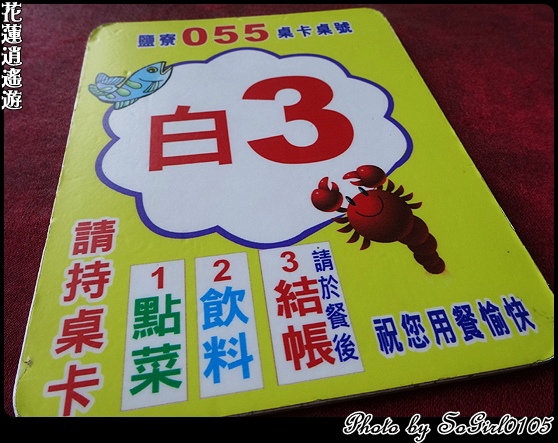 花蓮逍遙遊
鹽寮055桌卡桌號
白3
請持桌卡
1
點菜
2
飲料
3
結帳
請於餐後
祝您用餐愉快
Photo by SoGirl0105